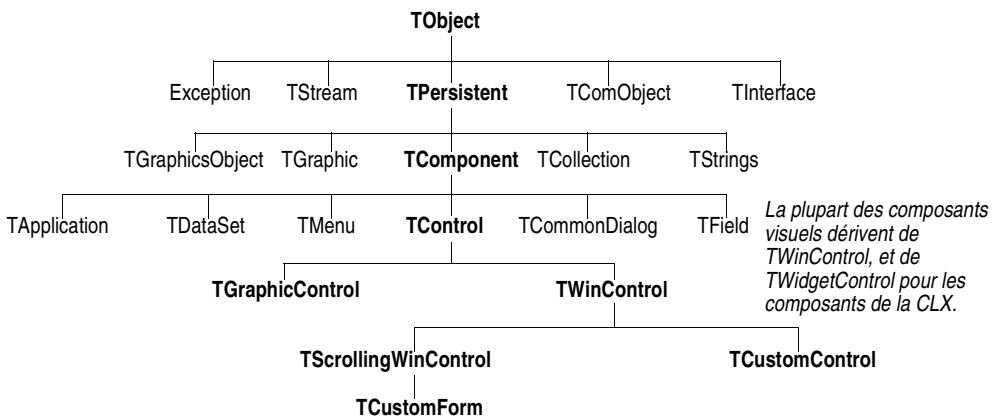 TObject
Exception TStream TPersistent TComObject TInterface
TGraphicsObject TGraphic TComponent TCollection TStrings
TApplication TDataSet TMenu TControl TCommonDialog TField
La plupart des composants
visuels dérivent de
TWinControl, et de
TWidgetControl pour les
composants de la CLX.
TGraphicControl TWinControl
TScrollingWinControl TCustomControl
TCustomForm